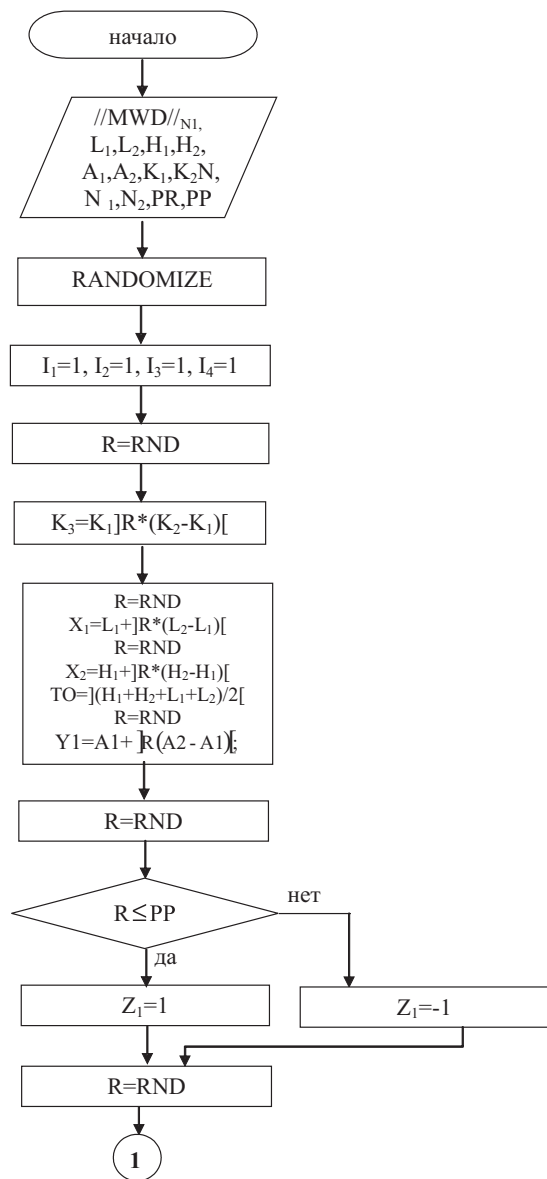 начало
//MWD//N1,
L1,L2,H1,H2,
A1,A2,K1,K2N,
N 1,N2,PR,PP
RANDOMIZE
I1=1, I2=1, I3=1, I4=1
R=RND
K3=K1]R*(K2-K1)[
R=RND
X1=L1+]R*(L2-L1)[
R=RND
X2=H1+]R*(H2-H1)[
TO=](H1+H2+L1+L2)/2[
R=RND
Y1=A1+ ]R(A2 - A1)[;
R=RND
R≤PP
нет
да
Z1=1
Z1=-1
R=RND
1